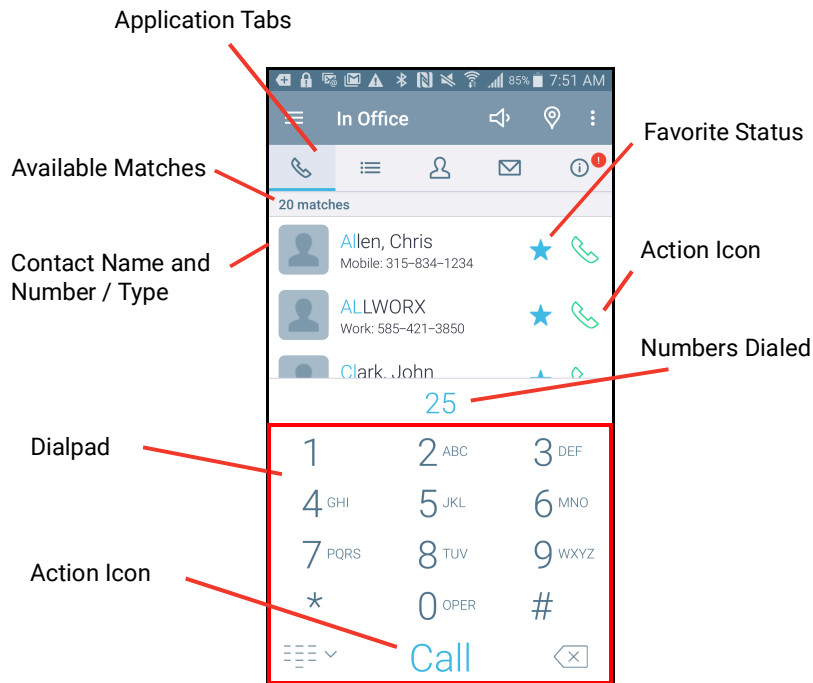 Application Tabs
85% 7:51 AM
In Office
Favorite Status
Available Matches
!
20 matches
Allen, Chris
Mobile: 315-834-1234
Action Icon
Contact Name and
Number / Type
ALLWORX
Work: 585-421-3850
Numbers Dialed
Clark, John
25
Dialpad
1 2 ABC 3 DEF
4 GHI 5 JKL 6 MNO
7 PQRS 8 TUV 9 WXYZ
Action Icon
* 0 OPER #
Call